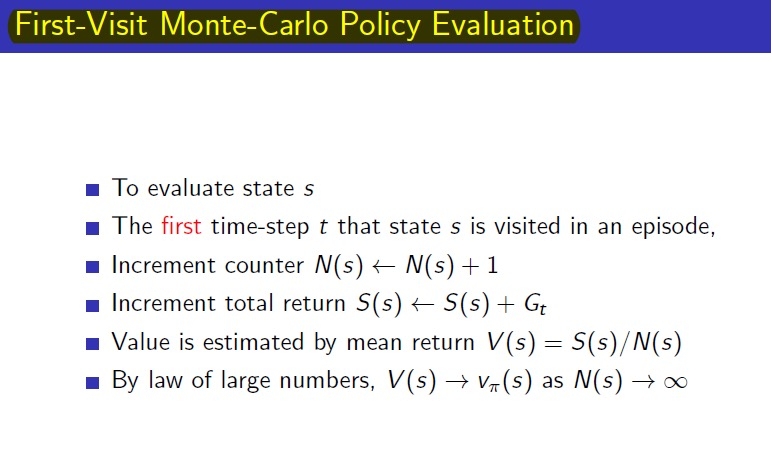 First-Visit Monte-Carlo Policy Evaluation
To evaluate state s
The first time-step t that state s is visited in an episode,
Increment counter N(s) ← N(s) + 1
Increment total return S(s) ← S(s) + Gₜ
Value is estimated by mean return V(s) = S(s)/N(s)
By law of large numbers, V(s) → vπ(s) as N(s) → ∞